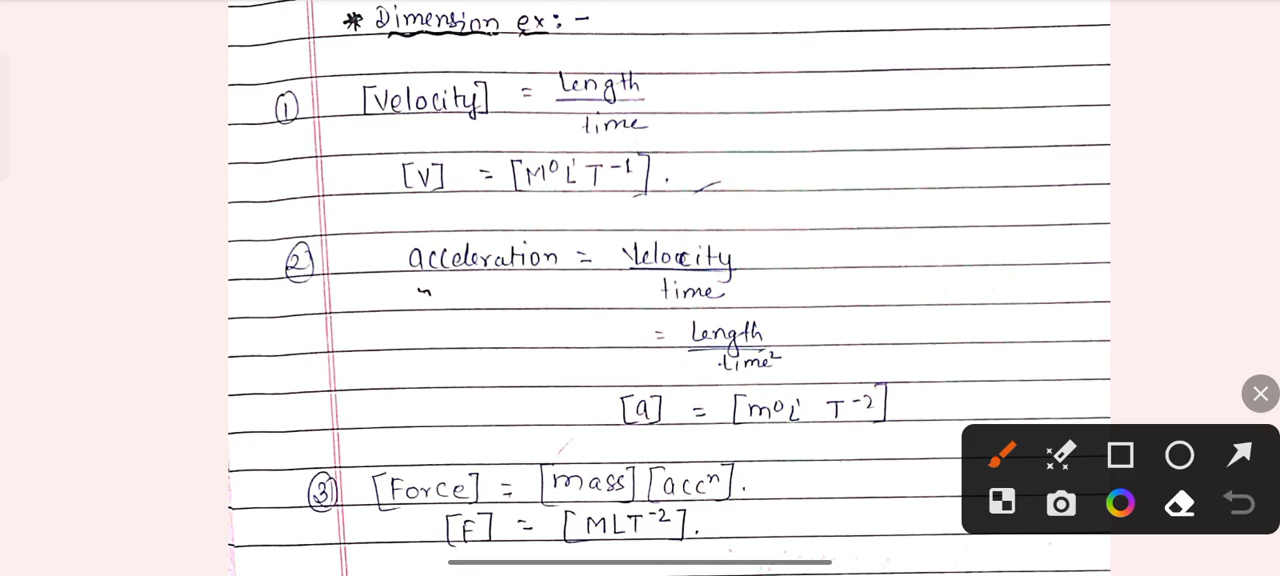 * Dimension ex:-
① [Velocity] = length / time
[V] = [M⁰L¹T⁻¹].
② acceleration = Velocity / time
= Length / time²
[a] = [M⁰L¹ T⁻²]
③ [Force] = [mass] [accⁿ].
[F] = [MLT⁻²].